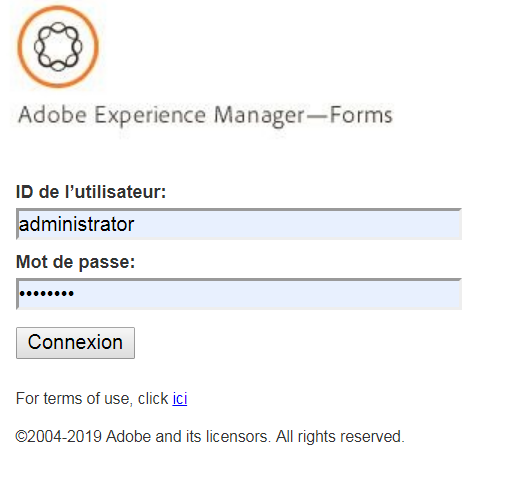 Adobe Experience Manager—Forms
ID de l’utilisateur:
administrator
Mot de passe:
••••••••
Connexion
For terms of use, click ici
©2004-2019 Adobe and its licensors. All rights reserved.